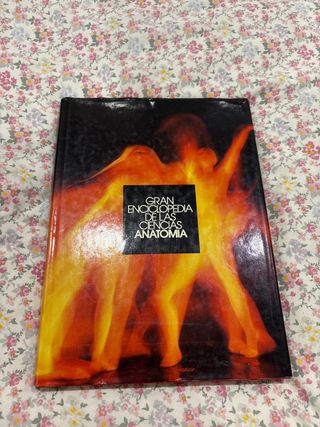 GRAN
ENCICLOPEDIA
DE LAS
CIENCIAS
ANATOMIA